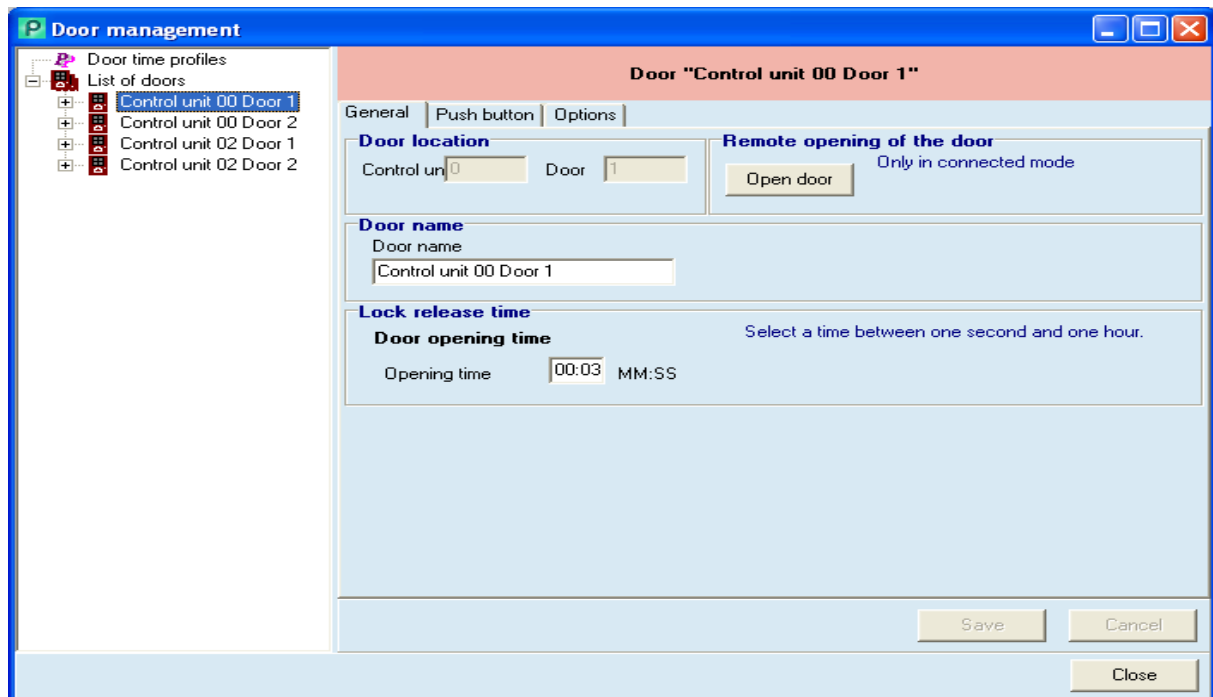 Door management
Door time profiles
List of doors
Control unit 00 Door 1
Control unit 00 Door 2
Control unit 02 Door 1
Control unit 02 Door 2
Door "Control unit 00 Door 1"
General Push button Options
Door location
Control un 0 Door 1
Remote opening of the door
Open door Only in connected mode
Door name
Door name
Control unit 00 Door 1
Lock release time
Door opening time Select a time between one second and one hour.
Opening time 00:03 MM:SS
Save Cancel
Close